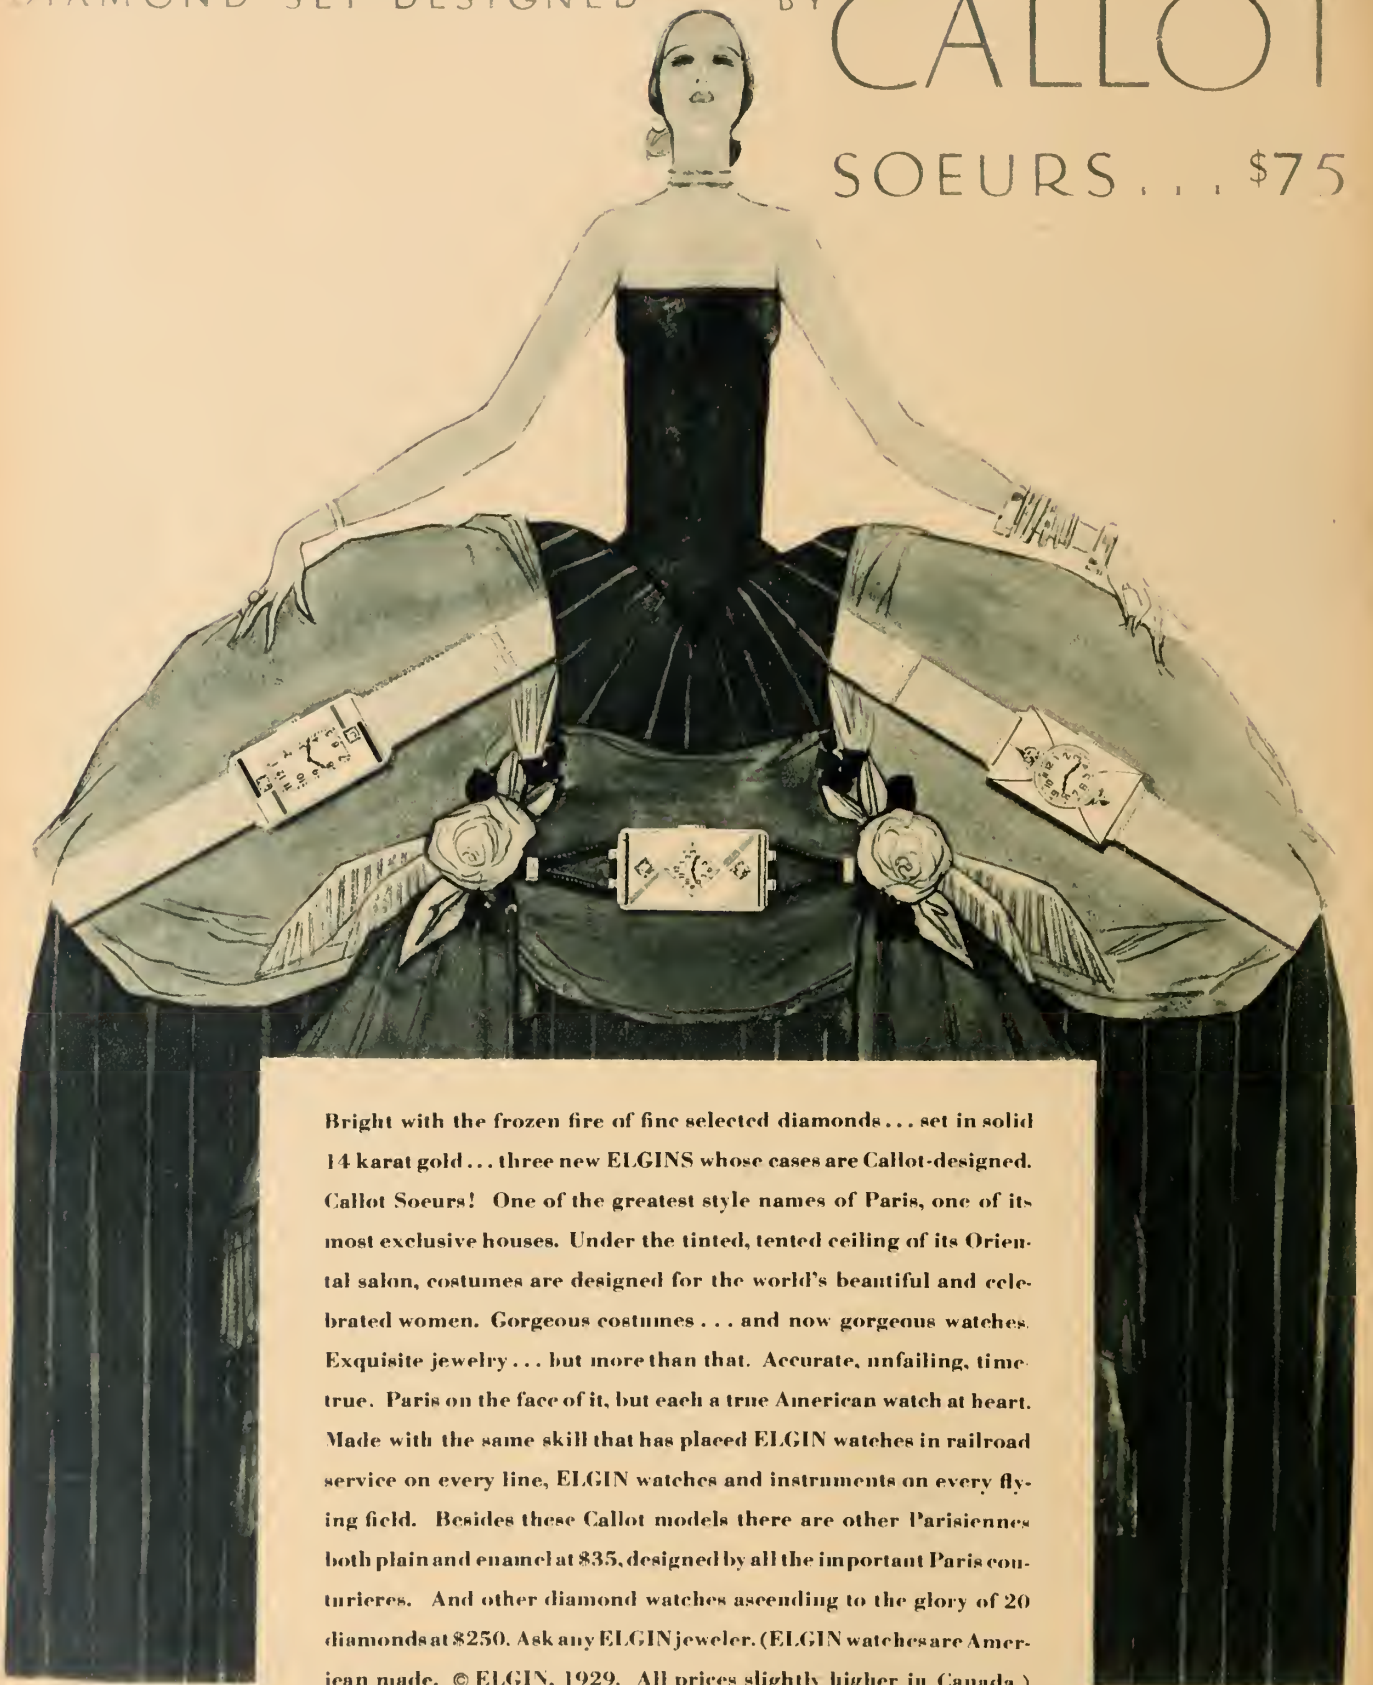 DIAMOND SET DESIGNED BY CALLOT
SOEURS... $75
Bright with the frozen fire of fine selected diamonds... set in solid
14 karat gold... three new ELGINS whose cases are Callot-designed.
Callot Soeurs! One of the greatest style names of Paris, one of its
most exclusive houses. Under the tinted, tented ceiling of its Orien-
tal salon, costumes are designed for the world's beautiful and cele-
brated women. Gorgeous costumes... and now gorgeous watches.
Exquisite jewelry... but more than that. Accurate, unfailing, time-
true. Paris on the face of it, but each a true American watch at heart.
Made with the same skill that has placed ELGIN watches in railroad
service on every line, ELGIN watches and instruments on every fly-
ing field. Besides these Callot models there are other Parisiennes
both plain and enamel at $35, designed by all the important Paris cou-
turieres. And other diamond watches ascending to the glory of 20
diamonds at $250. Ask any ELGIN jeweler. (ELGIN watches are Amer-
ican made. © ELGIN, 1929. All prices slightly higher in Canada.)